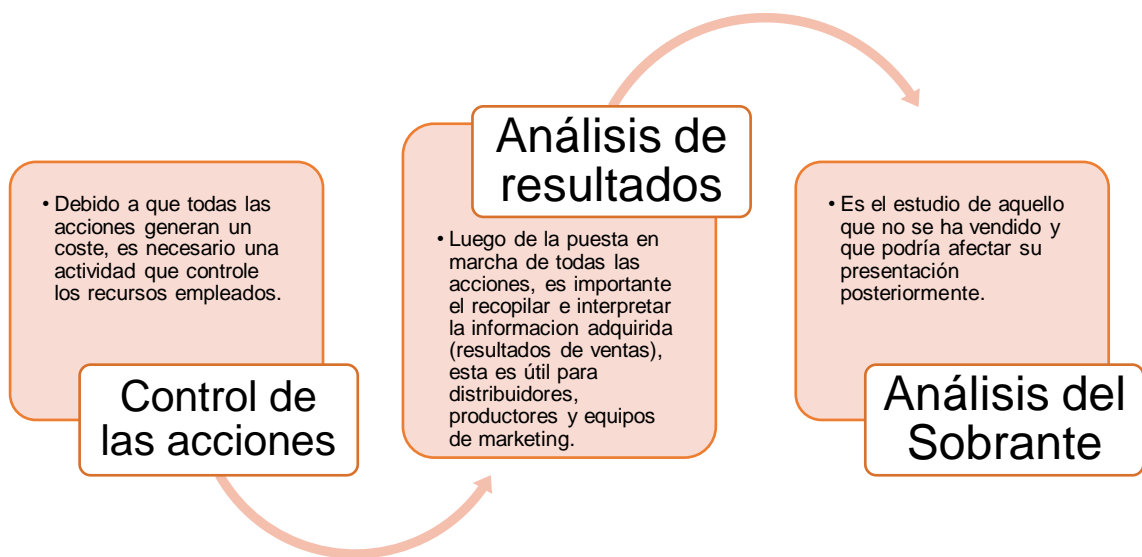 • Debido a que todas las
acciones generan un
coste, es necesario una
actividad que controle
los recursos empleados.
Control de
las acciones
Análisis de
resultados
• Luego de la puesta en
marcha de todas las
acciones, es importante
el recopilar e interpretar
la informacion adquirida
(resultados de ventas),
esta es útil para
distribuidores,
productores y equipos
de marketing.
• Es el estudio de aquello
que no se ha vendido y
que podría afectar su
presentación
posteriormente.
Análisis del
Sobrante